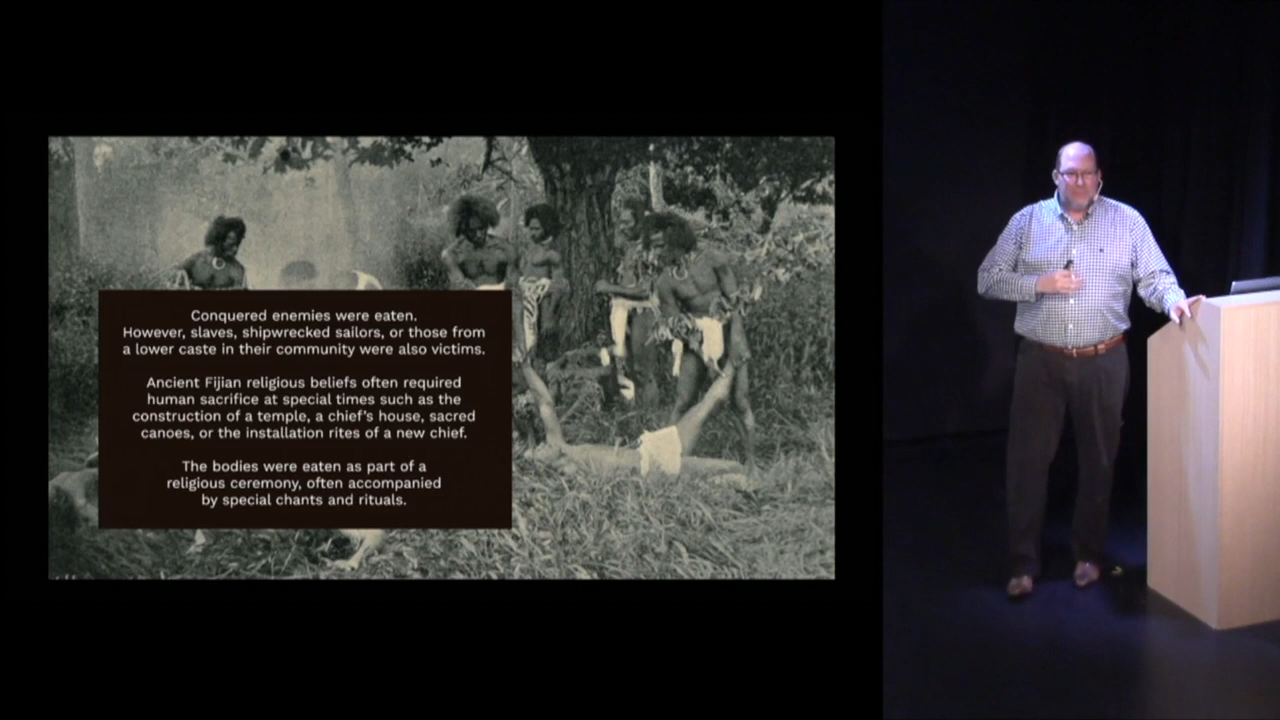 Conquered enemies were eaten.
However, slaves, shipwrecked sailors, or those from
a lower caste in their community were also victims.
Ancient Fijian religious beliefs often required
human sacrifice at special times such as the
construction of a temple, a chief's house, sacred
canoes, or the installation rites of a new chief.
The bodies were eaten as part of a
religious ceremony, often accompanied
by special chants and rituals.